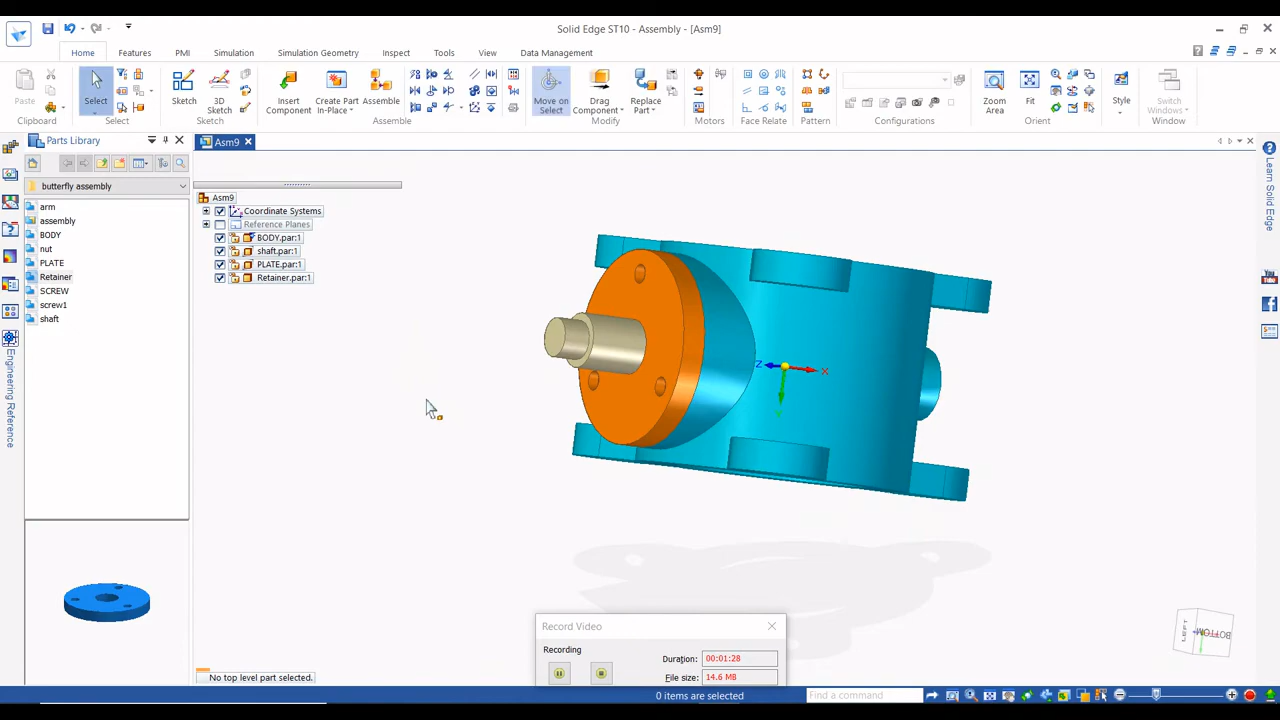 Solid Edge ST10 - Assembly - [Asm9]
Home
Features
PMI
Simulation
Simulation Geometry
Inspect
Tools
View
Data Management
Paste
Clipboard
Select
Select
Sketch
3D
Sketch
Sketch
Insert
Component
Create Part
In-Place
Assemble
Assemble
Move on
Select
Drag
Component
Replace
Part
Modify
Motors
Face Relate
Pattern
Configurations
Zoom
Area
Fit
Orient
Style
Switch
Windows
Window
Parts Library
Asm9
butterfly assembly
arm
assembly
BODY
nut
PLATE
Retainer
SCREW
screw1
shaft
Engineering Reference
Asm9
Coordinate Systems
Reference Planes
BODY.par:1
shaft.par:1
PLATE.par:1
Retainer.par:1
Z
X
Learn Solid Edge
You
Tube
LEFT
BOTTOM
Record Video
Recording
Duration:
00:01:28
File size:
14.6 MB
No top level part selected.
0 items are selected
Find a command